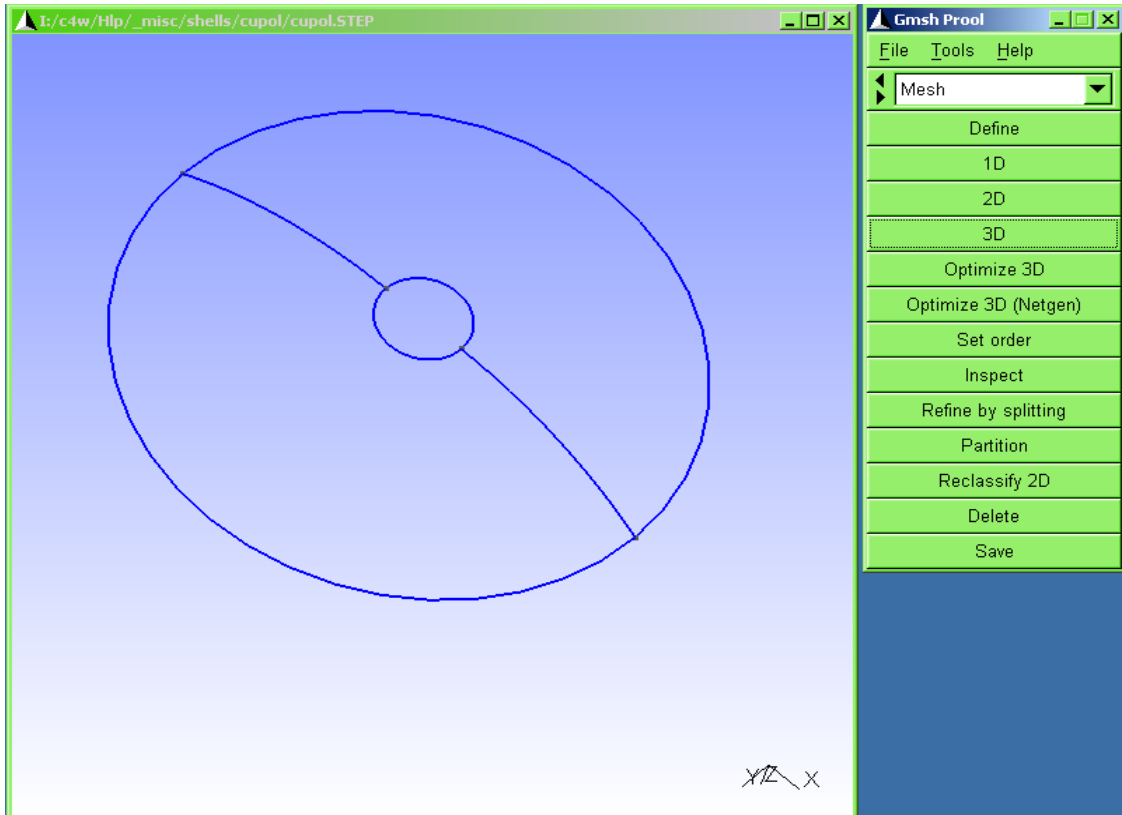 I:/c4w/Hlp/_misc/shells/cupol/cupol.STEP
Gmsh Prool
File Tools Help
Mesh
Define
1D
2D
3D
Optimize 3D
Optimize 3D (Netgen)
Set order
Inspect
Refine by splitting
Partition
Reclassify 2D
Delete
Save
Y Z X